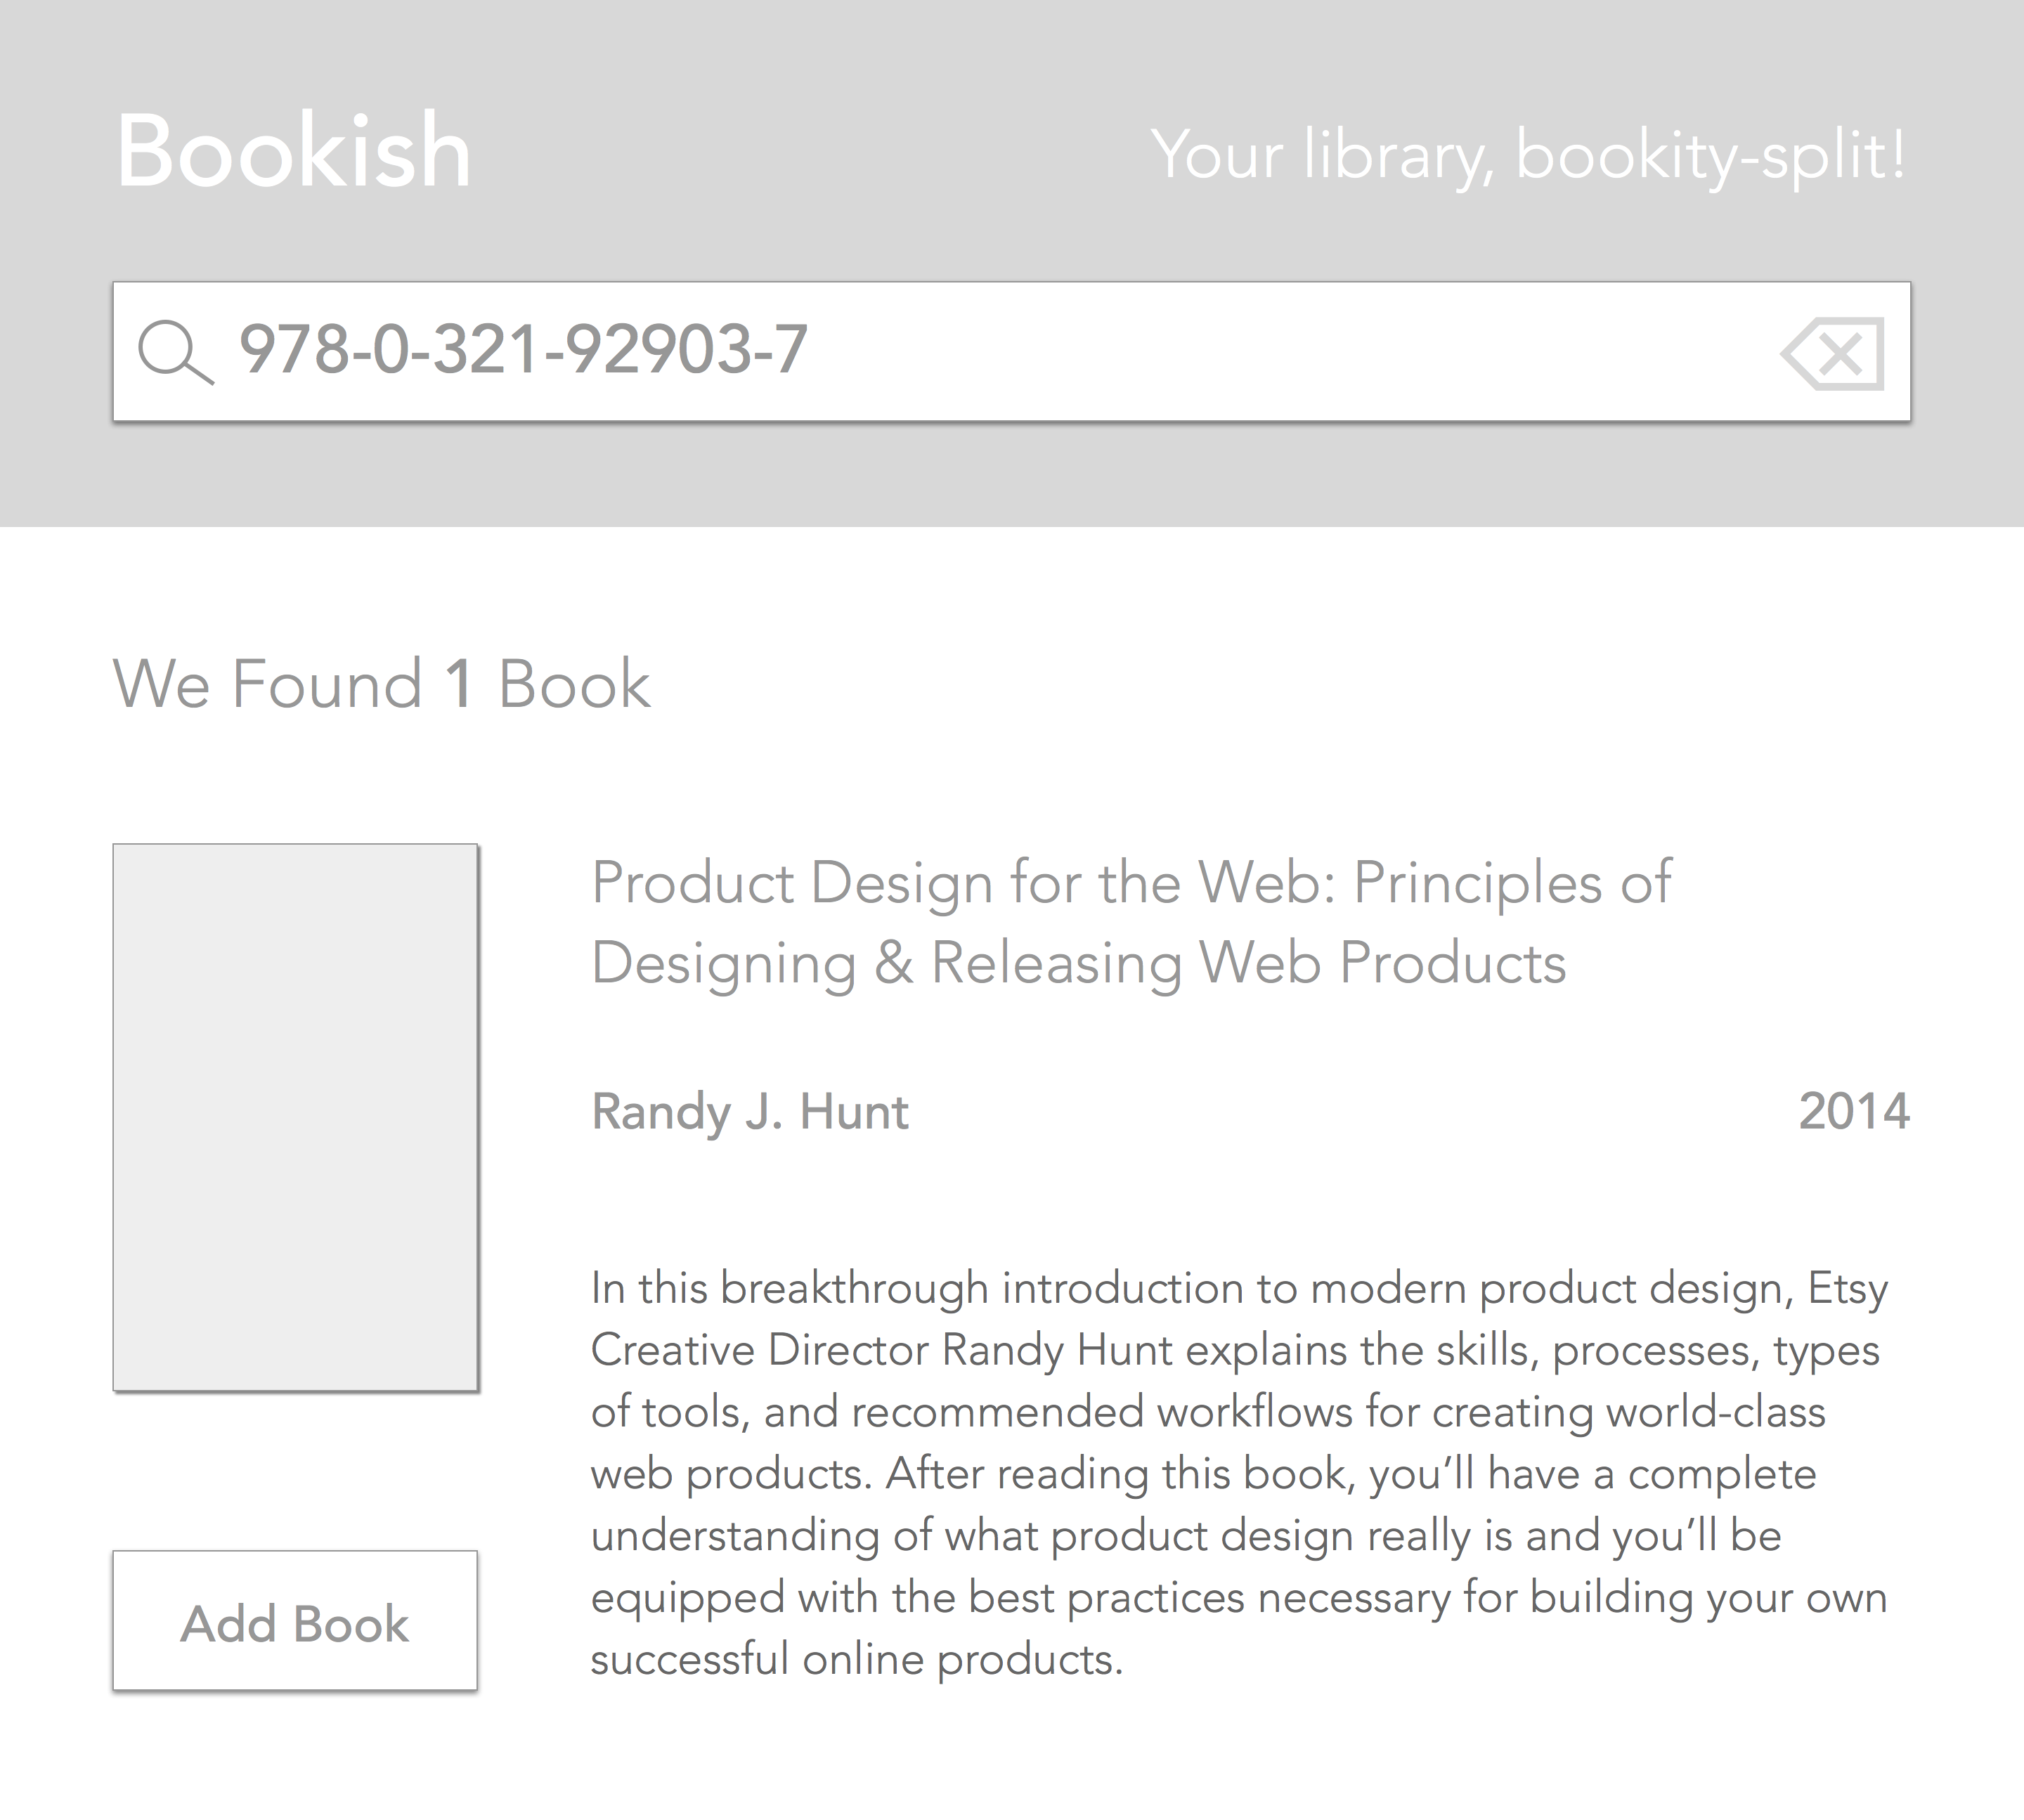 Bookish
Your library, bookity-split!
978-0-321-92903-7
We Found 1 Book
Product Design for the Web: Principles of
Designing & Releasing Web Products
Randy J. Hunt
2014
In this breakthrough introduction to modern product design, Etsy
Creative Director Randy Hunt explains the skills, processes, types
of tools, and recommended workflows for creating world-class
web products. After reading this book, you’ll have a complete
understanding of what product design really is and you’ll be
equipped with the best practices necessary for building your own
successful online products.
Add Book